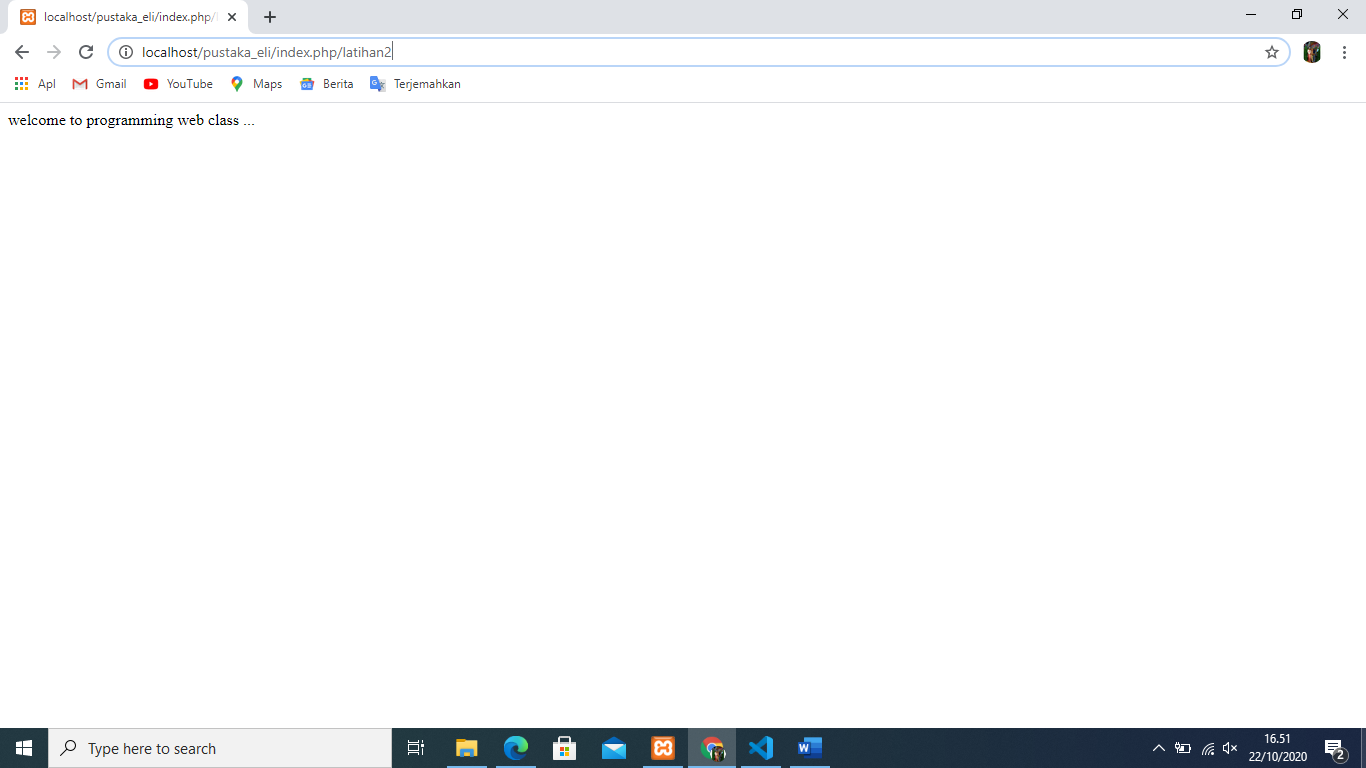 localhost/pustaka_eli/index.php/
localhost/pustaka_eli/index.php/latihan2
Apl Gmail YouTube Maps Berita Terjemahkan
welcome to programming web class ...
Type here to search
16.51
22/10/2020
2